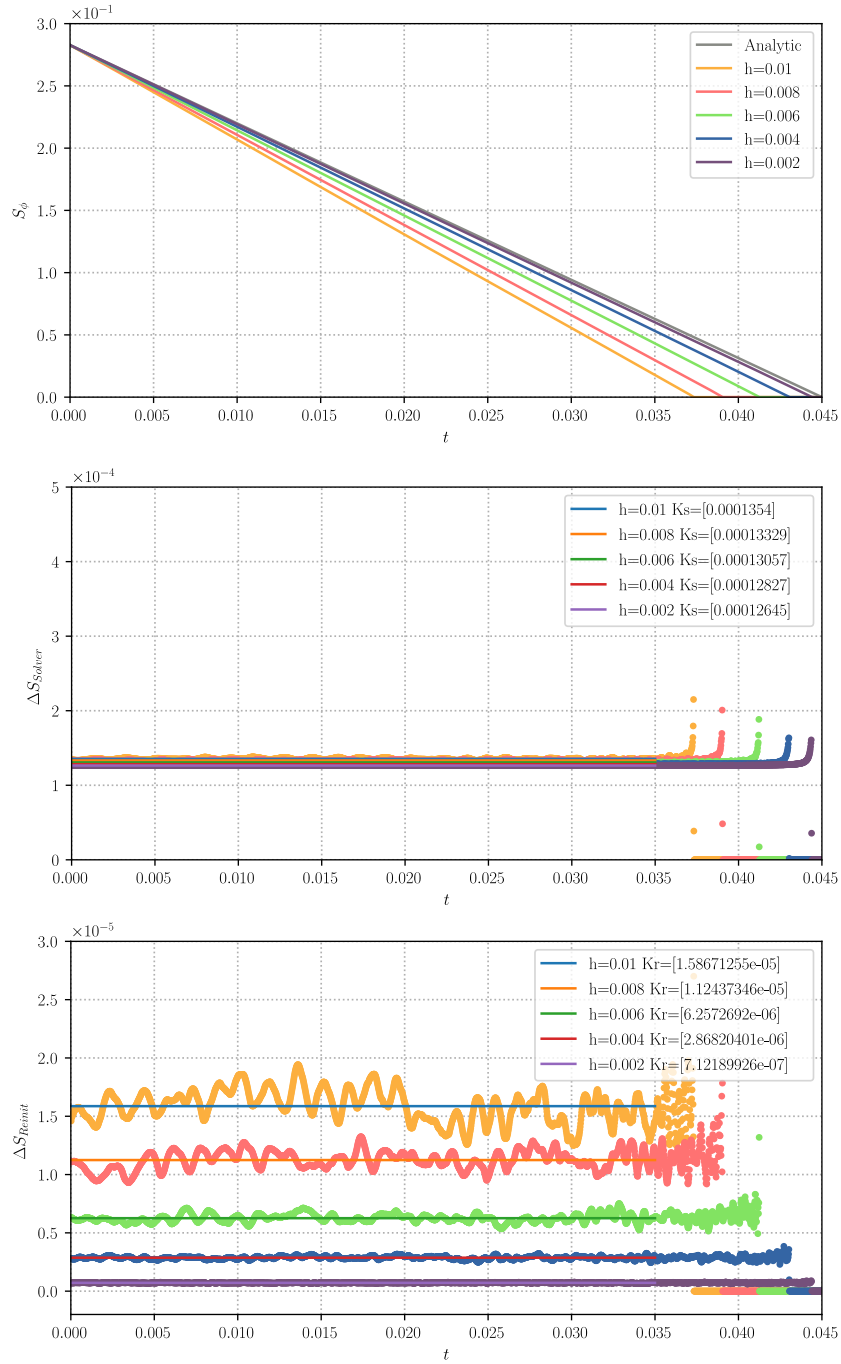 ×10⁻¹
3.0
2.5
2.0
1.5
1.0
0.5
0.0
S_ϕ
Analytic
h=0.01
h=0.008
h=0.006
h=0.004
h=0.002
0.000 0.005 0.010 0.015 0.020 0.025 0.030 0.035 0.040 0.045
t
×10⁻⁴
5
4
3
2
1
0
ΔS_Solver
h=0.01 Ks=[0.0001354]
h=0.008 Ks=[0.00013329]
h=0.006 Ks=[0.00013057]
h=0.004 Ks=[0.00012827]
h=0.002 Ks=[0.00012645]
0.000 0.005 0.010 0.015 0.020 0.025 0.030 0.035 0.040 0.045
t
×10⁻⁵
3.0
2.5
2.0
1.5
1.0
0.5
0.0
ΔS_Reinit
h=0.01 Kr=[1.58671255e-05]
h=0.008 Kr=[1.12437346e-05]
h=0.006 Kr=[6.2572692e-06]
h=0.004 Kr=[2.86820401e-06]
h=0.002 Kr=[7.12189926e-07]
0.000 0.005 0.010 0.015 0.020 0.025 0.030 0.035 0.040 0.045
t